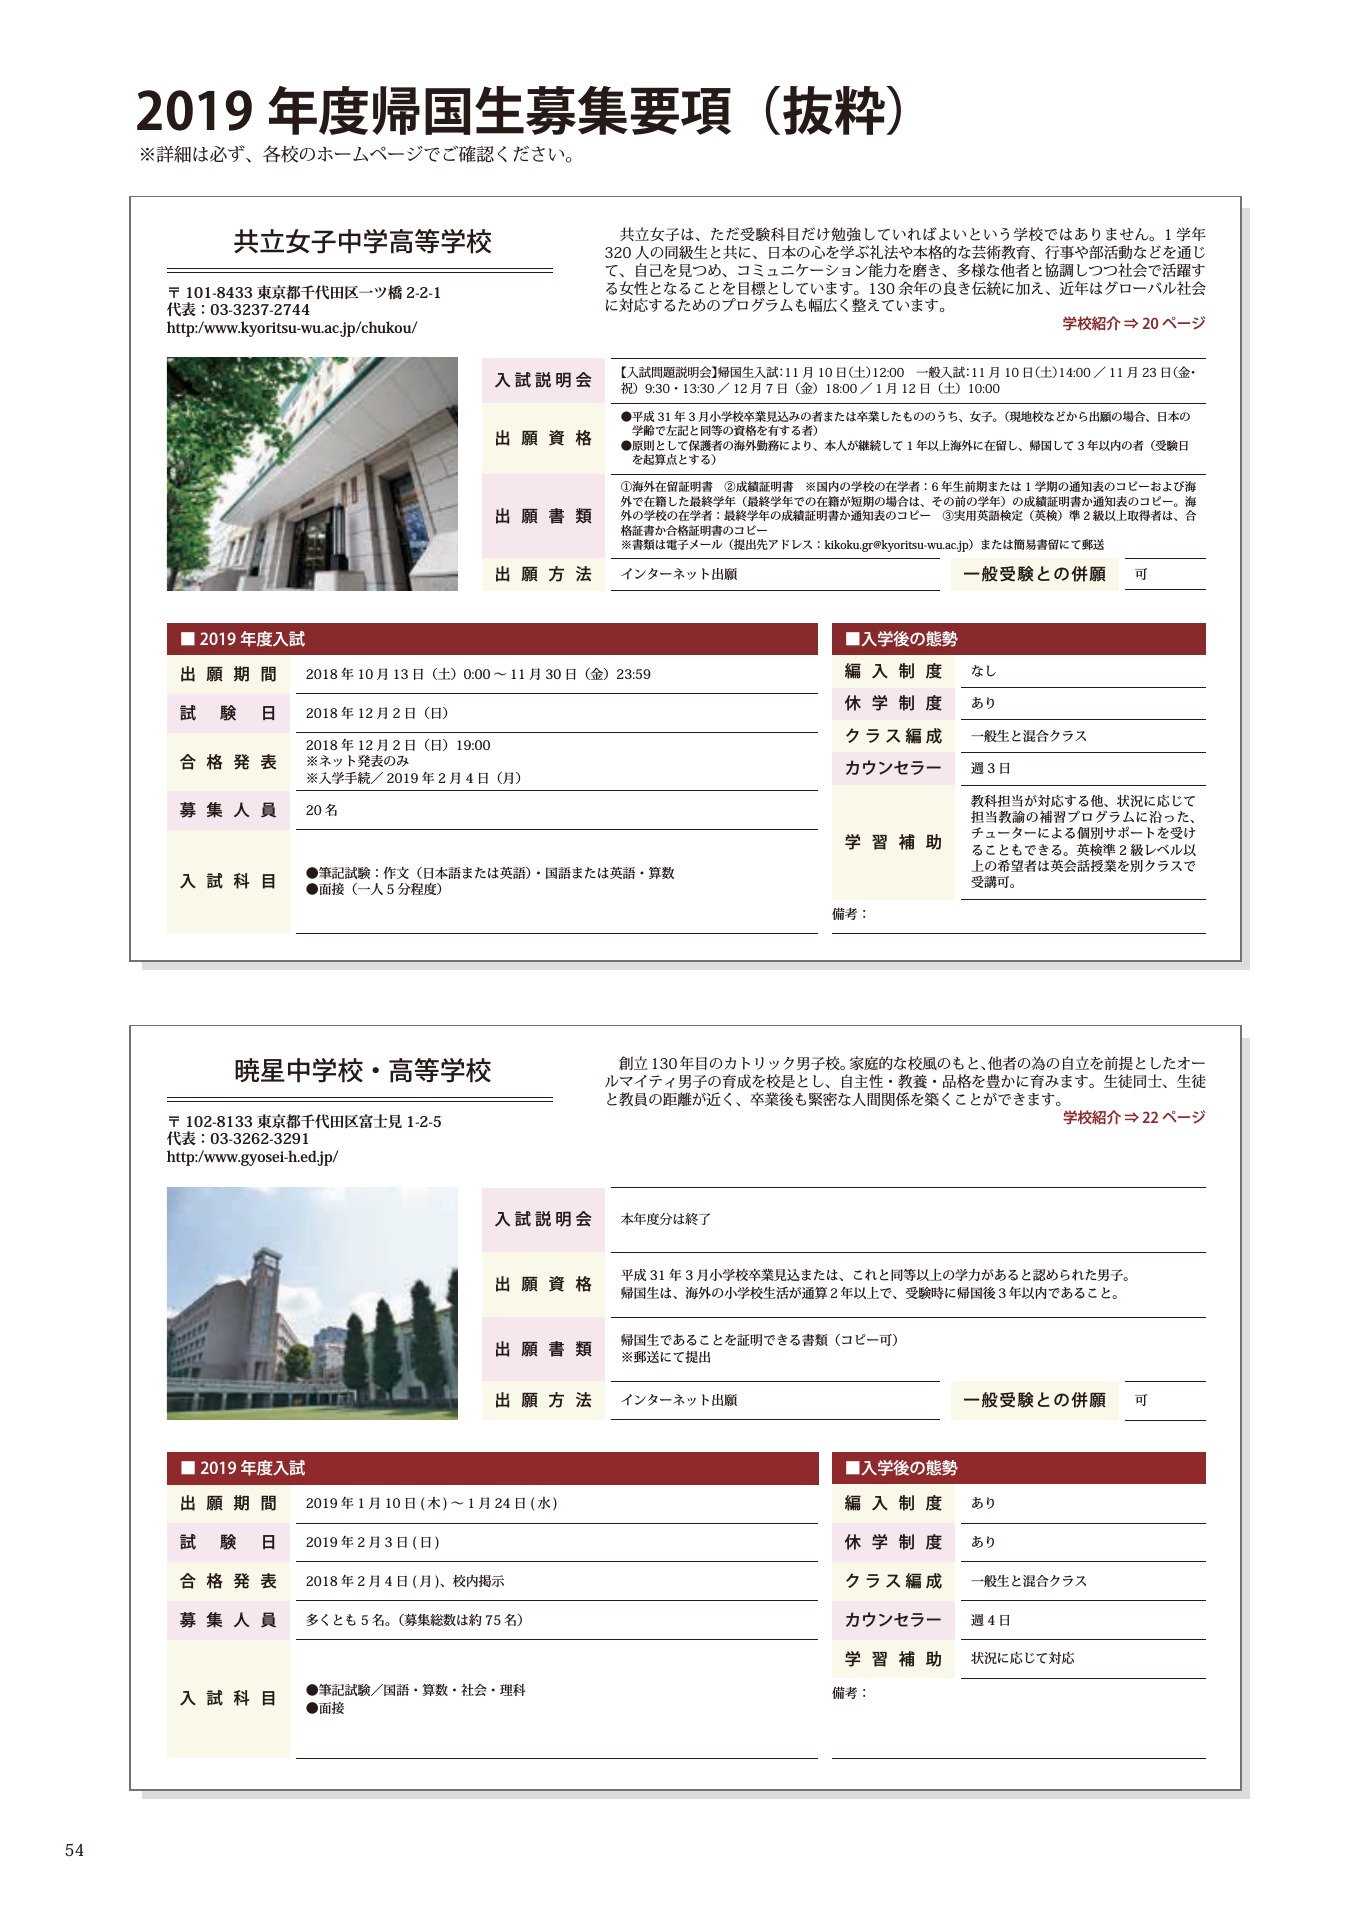 2019 年度帰国生募集要項（抜粋）
※詳細は必ず、各校のホームページでご確認ください。
共立女子中学高等学校
〒 101-8433 東京都千代田区一ツ橋 2-2-1
代表：03-3237-2744
http:/www.kyoritsu-wu.ac.jp/chukou/
共立女子は、ただ受験科目だけ勉強していればよいという学校ではありません。1 学年
320 人の同級生と共に、日本の心を学ぶ礼法や本格的な芸術教育、行事や部活動などを通じ
て、自己を見つめ、コミュニケーション能力を磨き、多様な他者と協調しつつ社会で活躍す
る女性となることを目標としています。130 余年の良き伝統に加え、近年はグローバル社会
に対応するためのプログラムも幅広く整えています。
学校紹介 ⇒ 20 ページ
入試説明会
【入試問題説明会】帰国生入試：11 月 10 日（土）12:00　一般入試：11 月 10 日（土）14:00 ／ 11 月 23 日（金・
祝）9:30・13:30 ／ 12 月 7 日（金）18:00 ／ 1 月 12 日（土）10:00
出願資格
●平成 31 年 3 月小学校卒業見込みの者または卒業したもののうち、女子。（現地校などから出願の場合、日本の
学齢で左記と同等の資格を有する者）
●原則として保護者の海外勤務により、本人が継続して 1 年以上海外に在留し、帰国して 3 年以内の者（受験日
を起算点とする）
出願書類
①海外在留証明書　②成績証明書　※国内の学校の在学者：6 年生前期または 1 学期の通知表のコピーおよび海
外で在籍した最終学年（最終学年での在籍が短期の場合は、その前の学年）の成績証明書か通知表のコピー。海
外の学校の在学者：最終学年の成績証明書か通知表のコピー　③実用英語検定（英検）準 2 級以上取得者は、合
格証書か合格証明書のコピー
※書類は電子メール（提出先アドレス：kikoku.gr@kyoritsu-wu.ac.jp）または簡易書留にて郵送
出願方法
インターネット出願
一般受験との併願
可
■ 2019 年度入試
出願期間
2018 年 10 月 13 日（土）0:00 〜 11 月 30 日（金）23:59
試験日
2018 年 12 月 2 日（日）
合格発表
2018 年 12 月 2 日（日）19:00
※ネット発表のみ
※入学手続／ 2019 年 2 月 4 日（月）
募集人員
20 名
入試科目
●筆記試験：作文（日本語または英語）・国語または英語・算数
●面接（一人 5 分程度）
■入学後の態勢
編入制度
なし
休学制度
あり
クラス編成
一般生と混合クラス
カウンセラー
週 3 日
学習補助
教科担当が対応する他、状況に応じて
担当教諭の補習プログラムに沿った、
チューターによる個別サポートを受け
ることもできる。英検準 2 級レベル以
上の希望者は英会話授業を別クラスで
受講可。
備考：
暁星中学校・高等学校
〒 102-8133 東京都千代田区富士見 1-2-5
代表：03-3262-3291
http:/www.gyosei-h.ed.jp/
創立 130 年目のカトリック男子校。家庭的な校風のもと、他者の為の自立を前提としたオー
ルマイティ男子の育成を校是とし、自主性・教養・品格を豊かに育みます。生徒同士、生徒
と教員の距離が近く、卒業後も緊密な人間関係を築くことができます。
学校紹介 ⇒ 22 ページ
入試説明会
本年度分は終了
出願資格
平成 31 年 3 月小学校卒業見込または、これと同等以上の学力があると認められた男子。
帰国生は、海外の小学校生活が通算 2 年以上で、受験時に帰国後 3 年以内であること。
出願書類
帰国生であることを証明できる書類（コピー可）
※郵送にて提出
出願方法
インターネット出願
一般受験との併願
可
■ 2019 年度入試
出願期間
2019 年 1 月 10 日 ( 木 ) 〜 1 月 24 日 ( 水 )
試験日
2019 年 2 月 3 日 ( 日 )
合格発表
2018 年 2 月 4 日 ( 月 )、校内掲示
募集人員
多くとも 5 名。（募集総数は約 75 名）
入試科目
●筆記試験／国語・算数・社会・理科
●面接
■入学後の態勢
編入制度
あり
休学制度
あり
クラス編成
一般生と混合クラス
カウンセラー
週 4 日
学習補助
状況に応じて対応
備考：
54